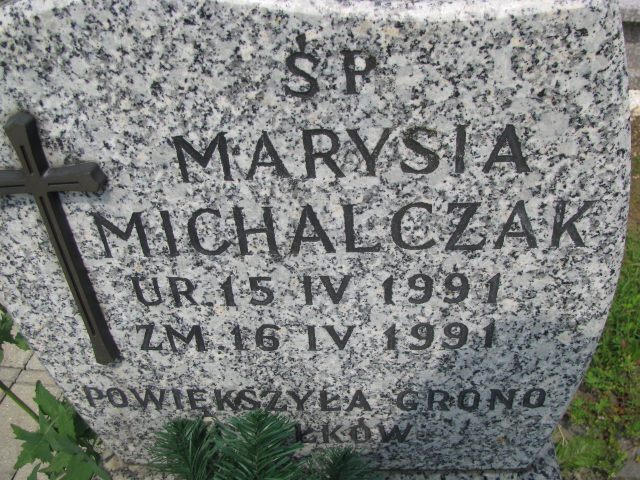 ŚP
MARYSIA
MICHALCZAK
UR. 15 IV 1991
ZM. 16 IV 1991
POWIĘKSZYŁA GRONO